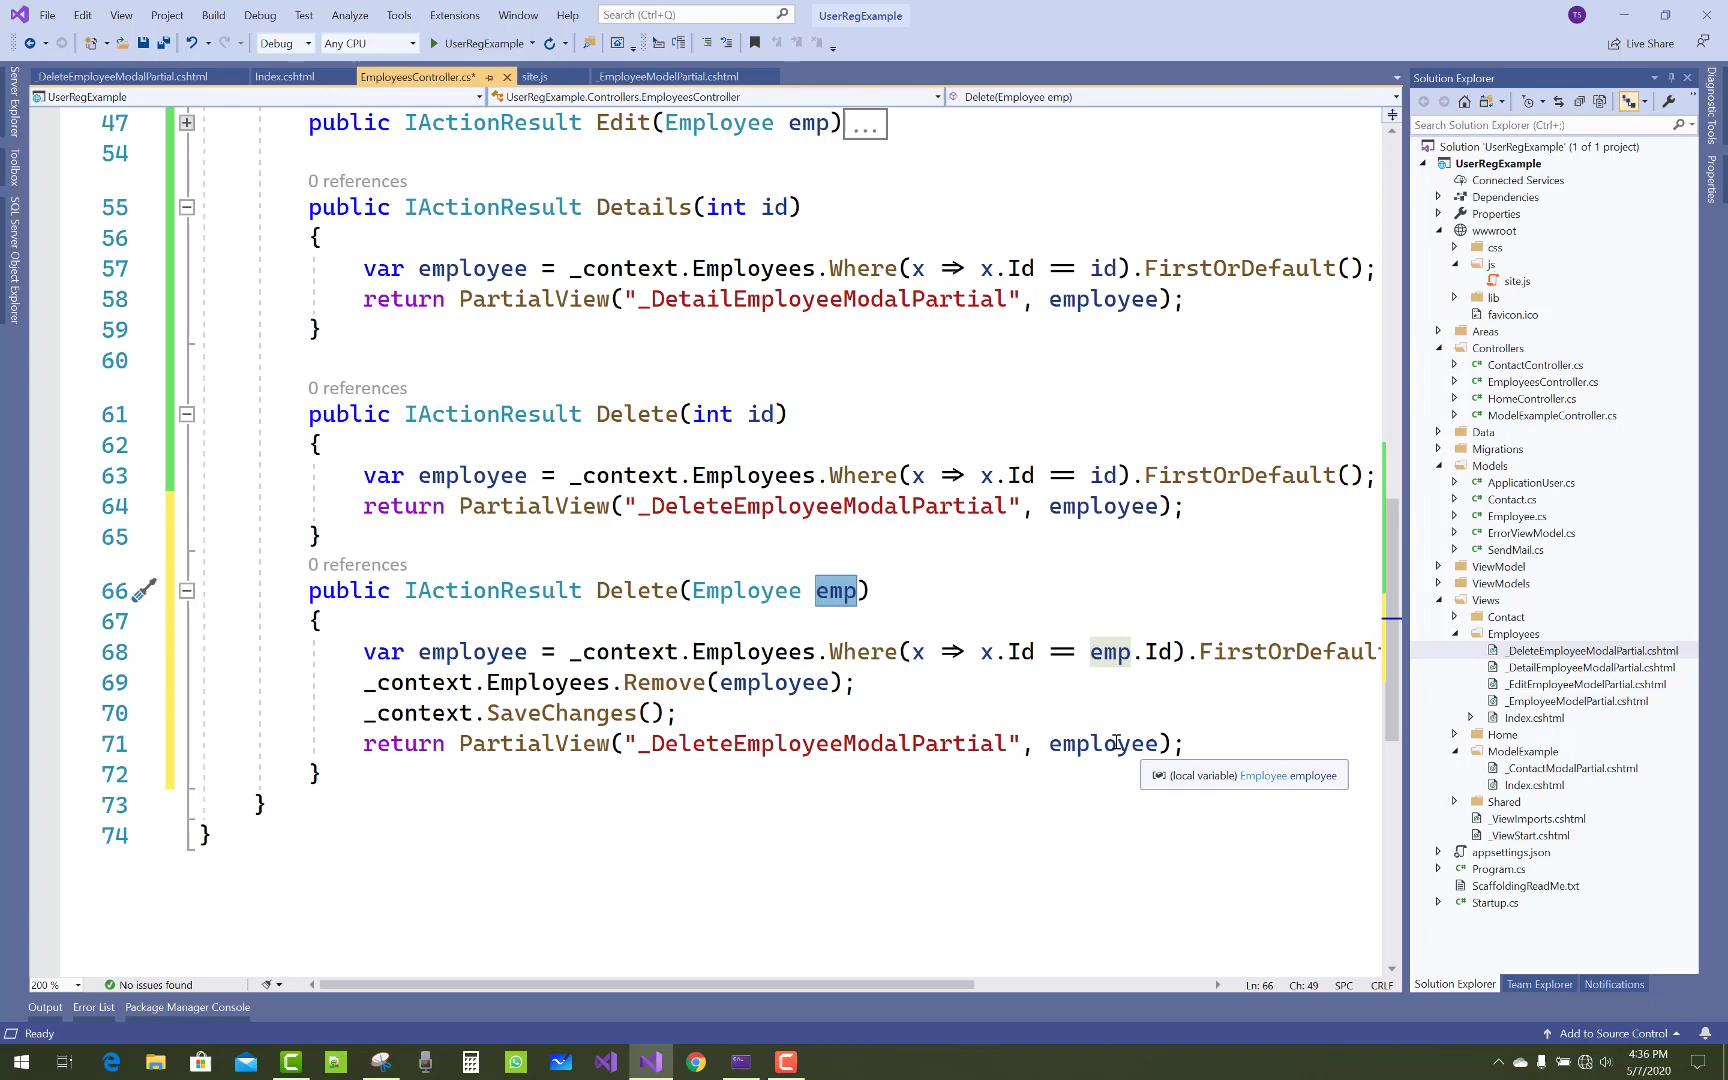 File Edit View Project Build Debug Test Analyze Tools Extensions Window Help Search (Ctrl+Q) UserRegExample TS
Debug Any CPU UserRegExample Live Share
_DeleteEmployeeModalPartial.cshtml Index.cshtml EmployeesController.cs* site.js _EmployeeModelPartial.cshtml
UserRegExample UserRegExample.Controllers.EmployeesController Delete(Employee emp)
Server Explorer
Toolbox
SQL Server Object Explorer
47 public IActionResult Edit(Employee emp)...
54
0 references
55 public IActionResult Details(int id)
56 {
57 var employee = _context.Employees.Where(x => x.Id == id).FirstOrDefault();
58 return PartialView("_DetailEmployeeModalPartial", employee);
59 }
60
0 references
61 public IActionResult Delete(int id)
62 {
63 var employee = _context.Employees.Where(x => x.Id == id).FirstOrDefault();
64 return PartialView("_DeleteEmployeeModalPartial", employee);
65 }
0 references
66 public IActionResult Delete(Employee emp)
67 {
68 var employee = _context.Employees.Where(x => x.Id == emp.Id).FirstOrDefaul
69 _context.Employees.Remove(employee);
70 _context.SaveChanges();
71 return PartialView("_DeleteEmployeeModalPartial", employee);
(local variable) Employee employee
72 }
73 }
74 }
200 % No issues found Ln: 66 Ch: 49 SPC CRLF
Output Error List Package Manager Console
Solution Explorer
Search Solution Explorer (Ctrl+;)
Solution 'UserRegExample' (1 of 1 project)
UserRegExample
Connected Services
Dependencies
Properties
wwwroot
css
js
site.js
lib
favicon.ico
Areas
Controllers
ContactController.cs
EmployeesController.cs
HomeController.cs
ModelExampleController.cs
Data
Migrations
Models
ApplicationUser.cs
Contact.cs
Employee.cs
ErrorViewModel.cs
SendMail.cs
ViewModel
ViewModels
Views
Contact
Employees
_DeleteEmployeeModalPartial.cshtml
_DetailEmployeeModalPartial.cshtml
_EditEmployeeModelPartial.cshtml
_EmployeeModelPartial.cshtml
Index.cshtml
Home
ModelExample
_ContactModalPartial.cshtml
Index.cshtml
Shared
_ViewImports.cshtml
_ViewStart.cshtml
appsettings.json
Program.cs
ScaffoldingReadMe.txt
Startup.cs
Solution Explorer Team Explorer Notifications
Diagnostic Tools
Properties
Ready Add to Source Control
4:36 PM
5/7/2020